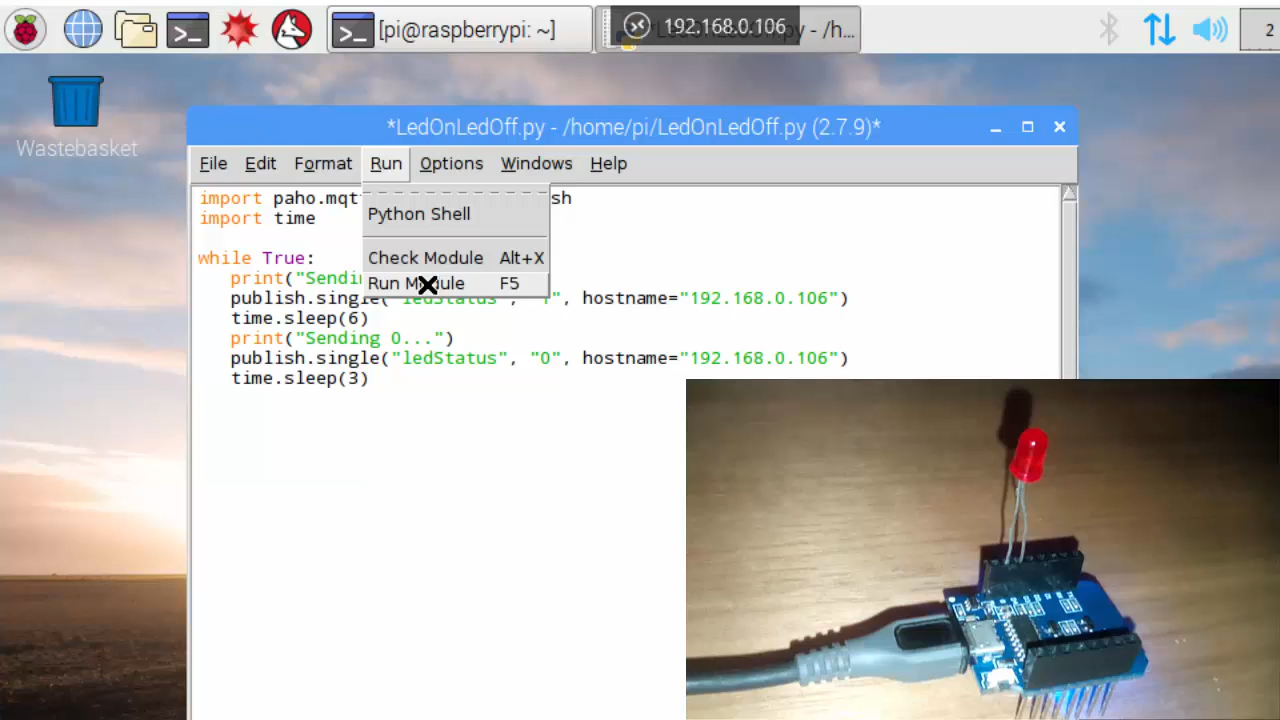 [pi@raspberrypi: ~]
192.168.0.106
.py - /h...
2
Wastebasket
*LedOnLedOff.py - /home/pi/LedOnLedOff.py (2.7.9)*
File Edit Format Run Options Windows Help
import paho.mqt sh
import time
Python Shell
while True:
Check Module Alt+X
print("Sendi
Run Module F5
publish.single("ledStatus", "1", hostname="192.168.0.106")
time.sleep(6)
print("Sending 0...")
publish.single("ledStatus", "0", hostname="192.168.0.106")
time.sleep(3)